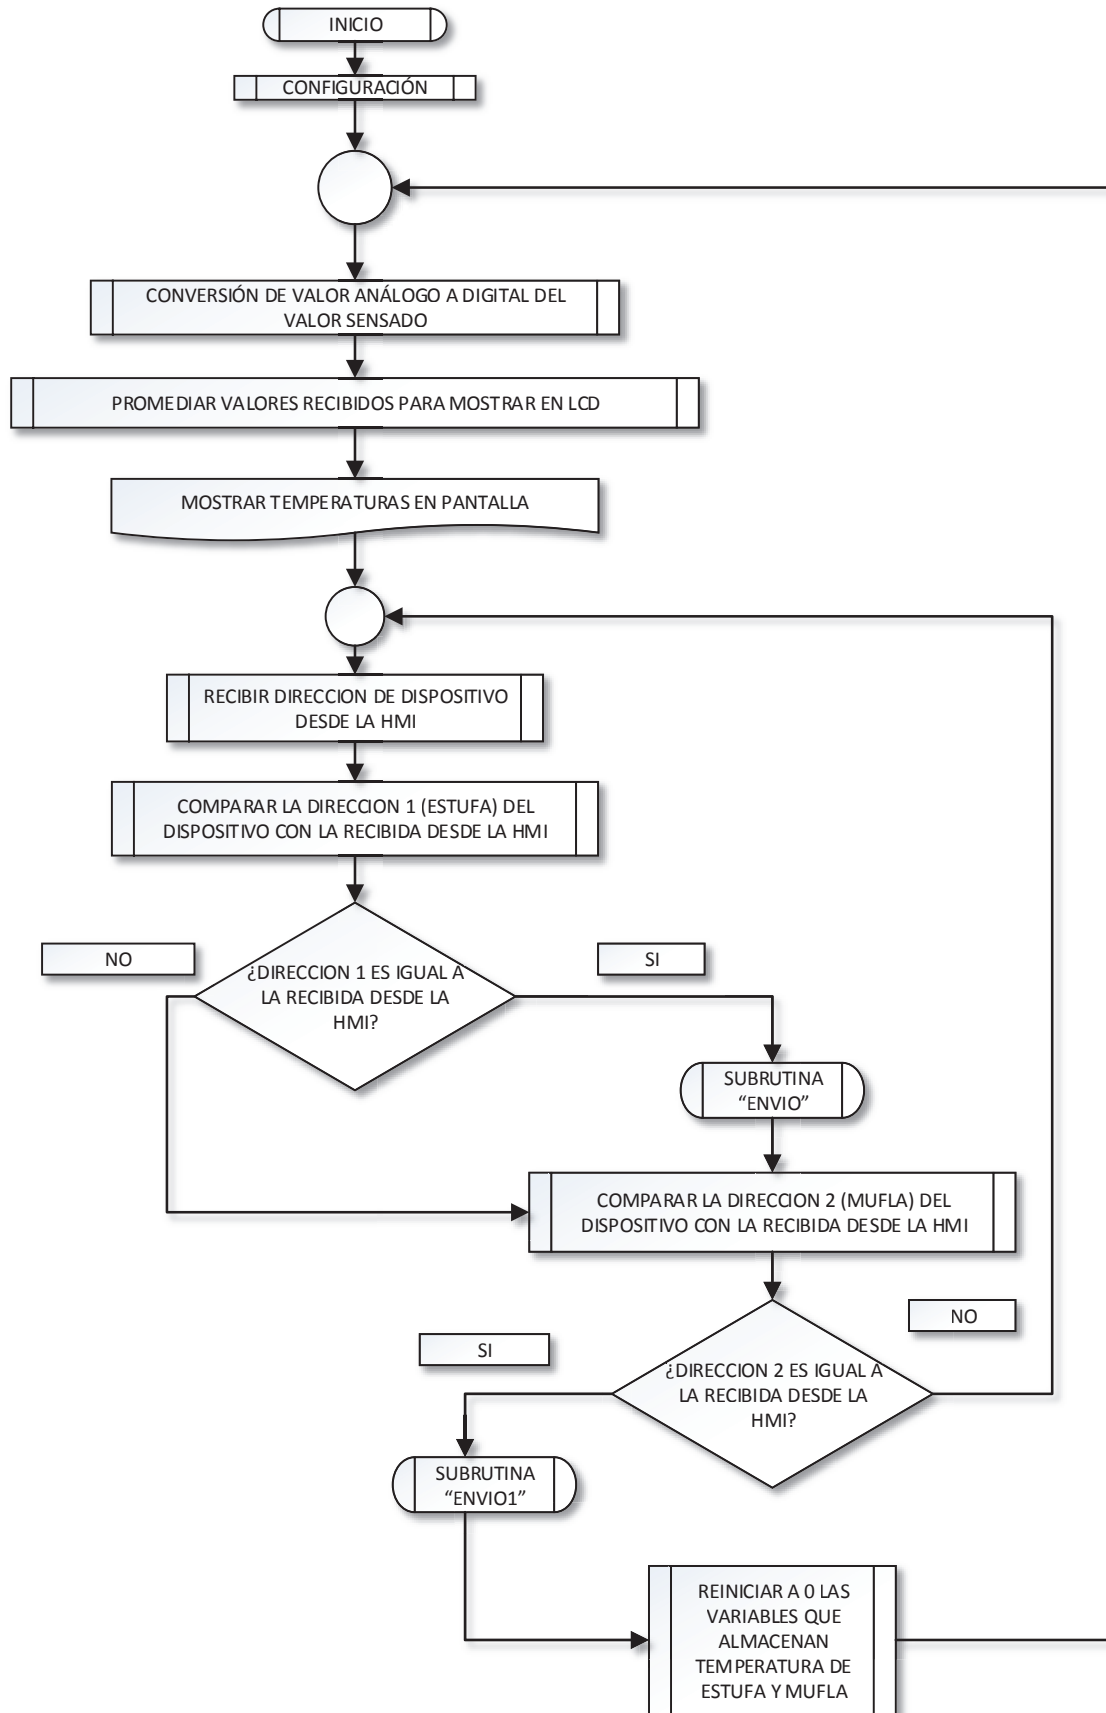 INICIO
CONFIGURACIÓN
CONVERSIÓN DE VALOR ANÁLOGO A DIGITAL DEL
VALOR SENSADO
PROMEDIAR VALORES RECIBIDOS PARA MOSTRAR EN LCD
MOSTRAR TEMPERATURAS EN PANTALLA
RECIBIR DIRECCION DE DISPOSITIVO
DESDE LA HMI
COMPARAR LA DIRECCION 1 (ESTUFA) DEL
DISPOSITIVO CON LA RECIBIDA DESDE LA HMI
NO
SI
¿DIRECCION 1 ES IGUAL A
LA RECIBIDA DESDE LA
HMI?
SUBRUTINA
“ENVIO”
COMPARAR LA DIRECCION 2 (MUFLA) DEL
DISPOSITIVO CON LA RECIBIDA DESDE LA HMI
NO
SI
¿DIRECCION 2 ES IGUAL A
LA RECIBIDA DESDE LA
HMI?
SUBRUTINA
“ENVIO1”
REINICIAR A 0 LAS
VARIABLES QUE
ALMACENAN
TEMPERATURA DE
ESTUFA Y MUFLA